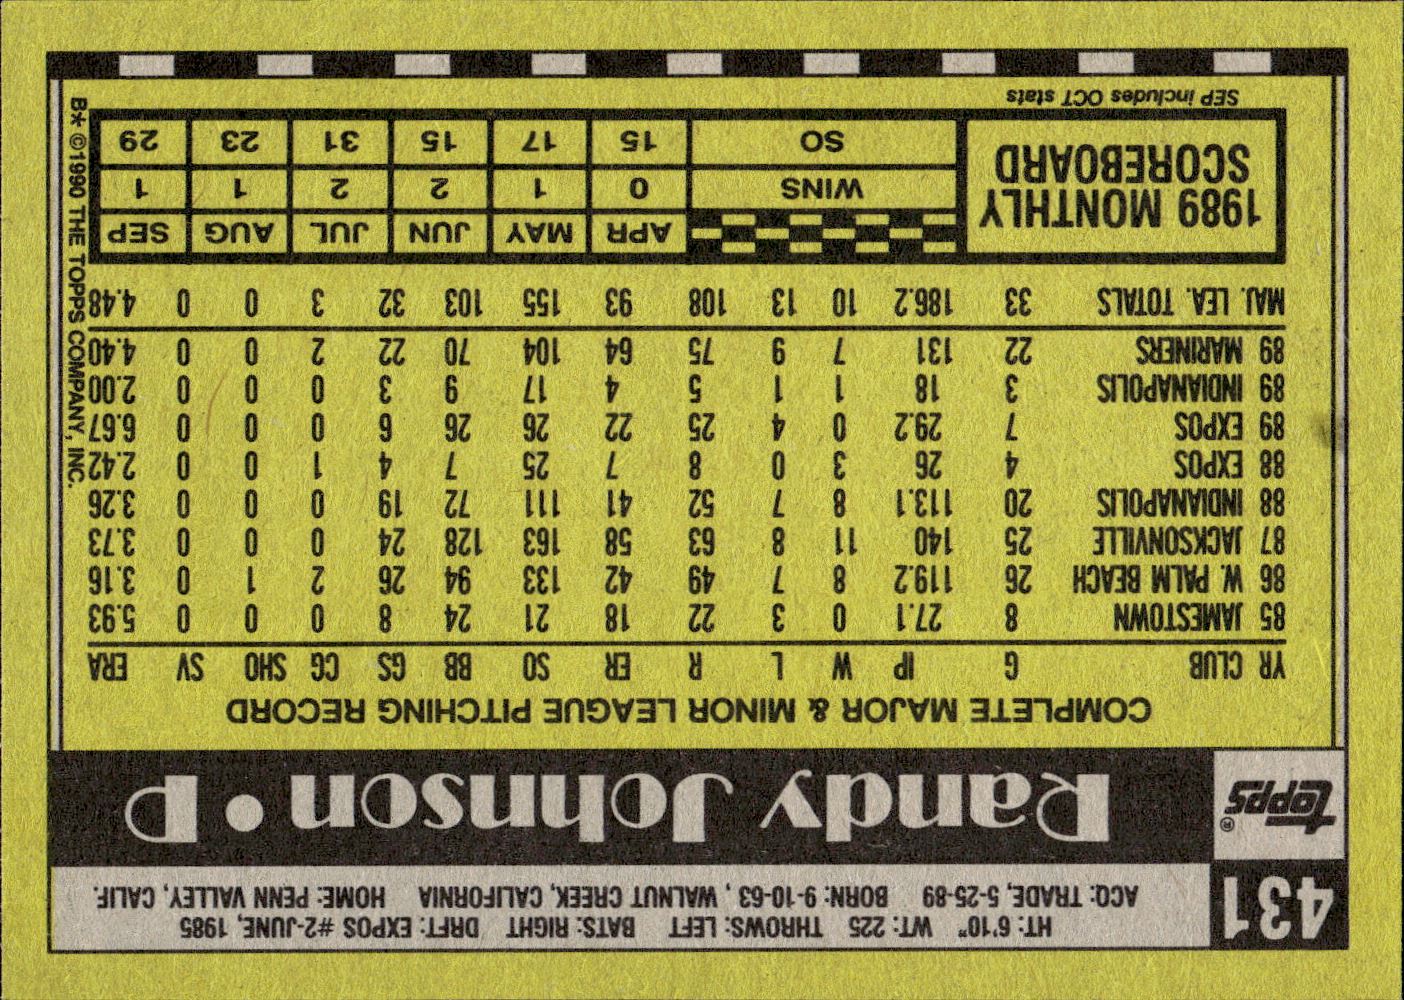 431
HT: 6'10" WT: 225 THROWS: LEFT BATS: RIGHT DRFT: EXPOS #2-JUNE, 1985
ACQ: TRADE, 5-25-89 BORN: 9-10-63, WALNUT CREEK, CALIFORNIA HOME: PENN VALLEY, CALIF.
Topps®
Randy Johnson • P
COMPLETE MAJOR & MINOR LEAGUE PITCHING RECORD
YR CLUB G IP W L R ER SO BB GS CG SHO SV ERA
85 JAMESTOWN 8 27.1 0 3 22 18 21 24 8 0 0 0 5.93
86 W. PALM BEACH 26 119.2 8 7 49 42 133 94 26 2 1 0 3.16
87 JACKSONVILLE 25 140 11 8 63 58 163 128 24 0 0 0 3.73
88 INDIANAPOLIS 20 113.1 8 7 52 41 111 72 19 0 0 0 3.26
88 EXPOS 4 26 3 0 8 7 25 7 4 1 0 0 2.42
89 EXPOS 7 29.2 0 4 25 22 26 26 6 0 0 0 6.67
89 INDIANAPOLIS 3 18 1 1 5 4 17 9 3 0 0 0 2.00
89 MARINERS 22 131 7 9 75 64 104 70 22 2 0 0 4.40
MAJ. LEA. TOTALS 33 186.2 10 13 108 93 155 103 32 3 0 0 4.48
1989 MONTHLY SCOREBOARD
APR MAY JUN JUL AUG SEP
WINS 0 1 2 2 1 1
SO 15 17 15 31 23 29
SEP includes OCT stats
B* ©1990 THE TOPPS COMPANY, INC.